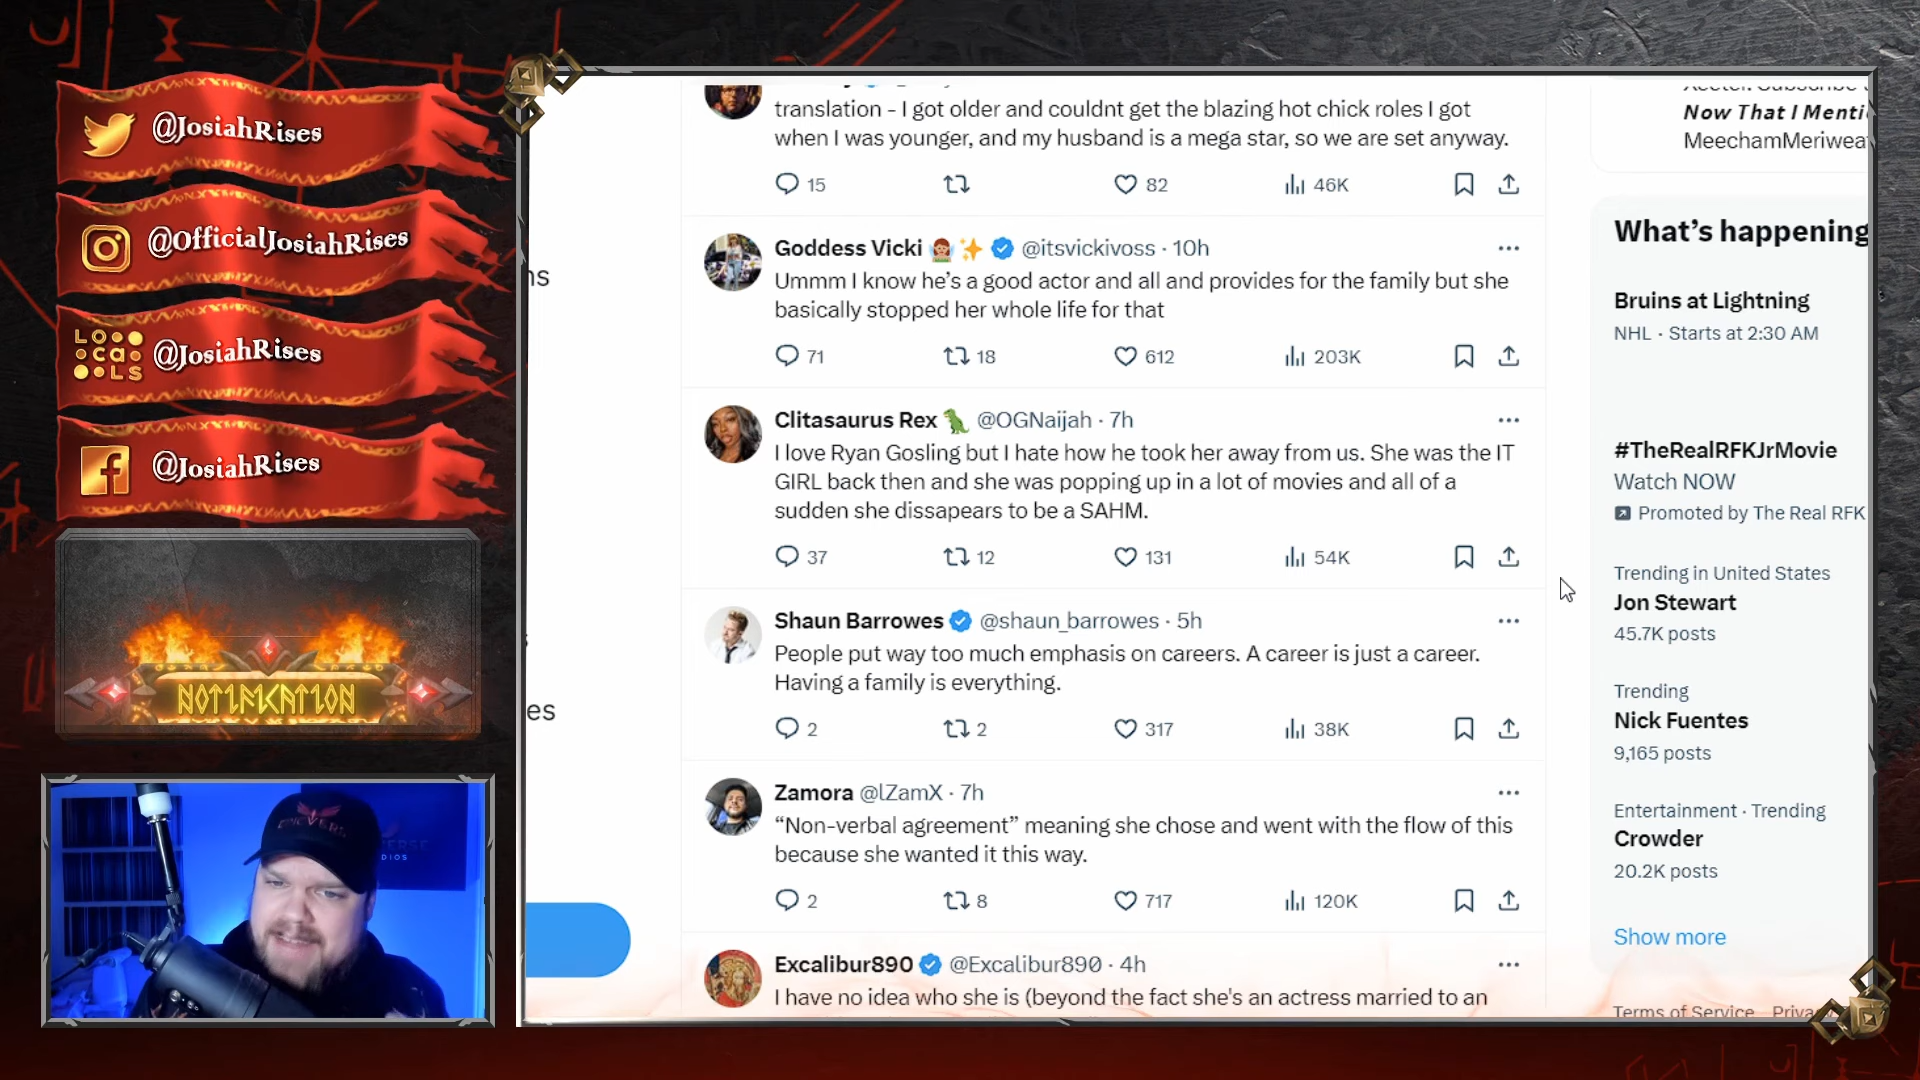 @JosiahRises
@OfficialJosiahRises
LO
ca
LS
@JosiahRises
@JosiahRises
NOTIFICATION
ns
es
translation - I got older and couldnt get the blazing hot chick roles I got
when I was younger, and my husband is a mega star, so we are set anyway.
15
82
46K
Goddess Vicki @itsvickivoss · 10h
Ummm I know he’s a good actor and all and provides for the family but she
basically stopped her whole life for that
71
18
612
203K
Clitasaurus Rex @OGNaijah · 7h
I love Ryan Gosling but I hate how he took her away from us. She was the IT
GIRL back then and she was popping up in a lot of movies and all of a
sudden she dissapears to be a SAHM.
37
12
131
54K
Shaun Barrowes @shaun_barrowes · 5h
People put way too much emphasis on careers. A career is just a career.
Having a family is everything.
2
2
317
38K
Zamora @lZamX · 7h
“Non-verbal agreement” meaning she chose and went with the flow of this
because she wanted it this way.
2
8
717
120K
Excalibur890 @Excalibur890 · 4h
I have no idea who she is (beyond the fact she's an actress married to an
Now That I Menti
MeechamMeriwea
What’s happening
Bruins at Lightning
NHL · Starts at 2:30 AM
#TheRealRFKJrMovie
Watch NOW
Promoted by The Real RFK
Trending in United States
Jon Stewart
45.7K posts
Trending
Nick Fuentes
9,165 posts
Entertainment · Trending
Crowder
20.2K posts
Show more
Terms of Service Priva